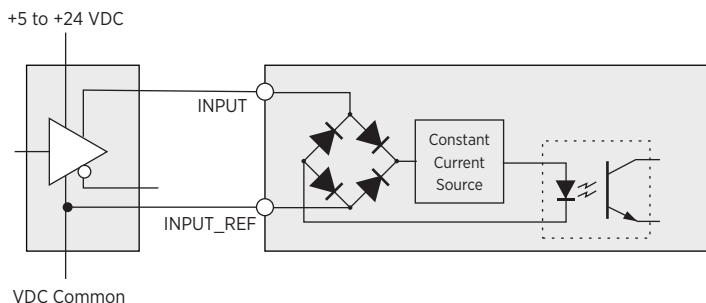 +5 to +24 VDC
INPUT
Constant
Current
Source
INPUT_REF
VDC Common